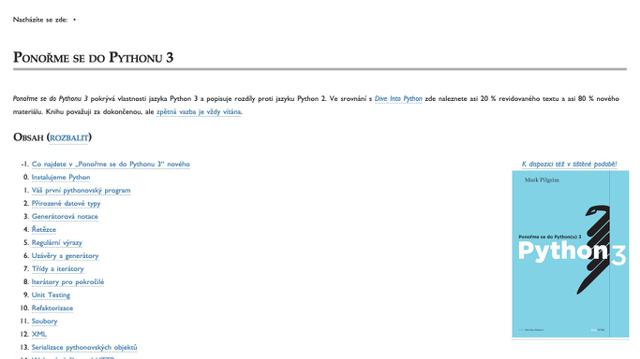 Nacházíte se zde: •
Ponořme se do Pythonu 3
Ponořme se do Pythonu 3 pokrývá vlastnosti jazyka Python 3 a popisuje rozdíly proti jazyku Python 2. Ve srovnání s Dive Into Python zde naleznete asi 20 % revidovaného textu a asi 80 % nového
materiálu. Knihu považuji za dokončenou, ale zpětná vazba je vždy vítána.
Obsah (rozbalit)
-1. Co najdete v „Ponořme se do Pythonu 3“ nového
0. Instalujeme Python
1. Váš první pythonovský program
2. Přirozené datové typy
3. Generátorová notace
4. Řetězce
5. Regulární výrazy
6. Uzávěry a generátory
7. Třídy a iterátory
8. Iterátory pro pokročilé
9. Unit Testing
10. Refaktorizace
11. Soubory
12. XML
13. Serializace pythonovských objektů
K dispozici též v tištěné podobě!
Mark Pilgrim
Ponořme se do Python(u) 3
Python 3